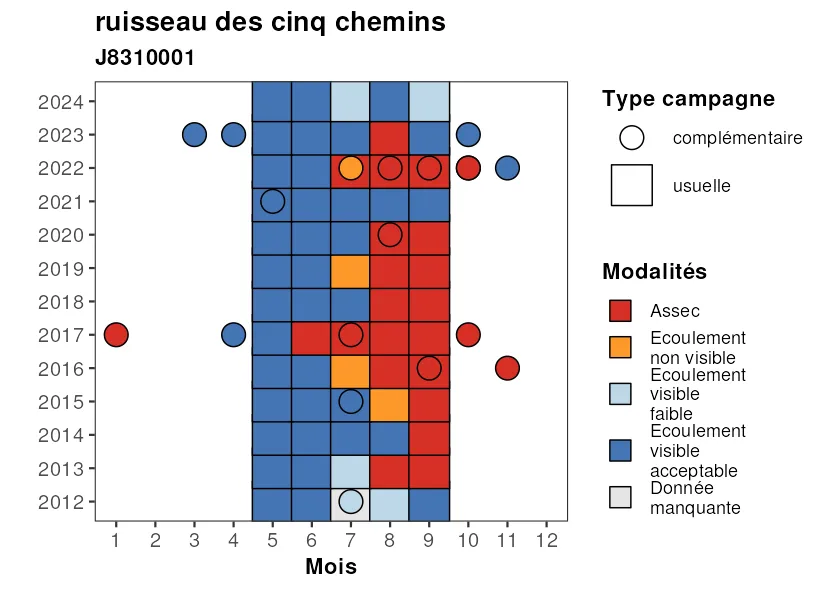 ruisseau des cinq chemins
J8310001
2024
2023
2022
2021
2020
2019
2018
2017
2016
2015
2014
2013
2012
1 2 3 4 5 6 7 8 9 10 11 12
Mois
Type campagne
complémentaire
usuelle
Modalités
Assec
Ecoulement
non visible
Ecoulement
visible
faible
Ecoulement
visible
acceptable
Donnée
manquante